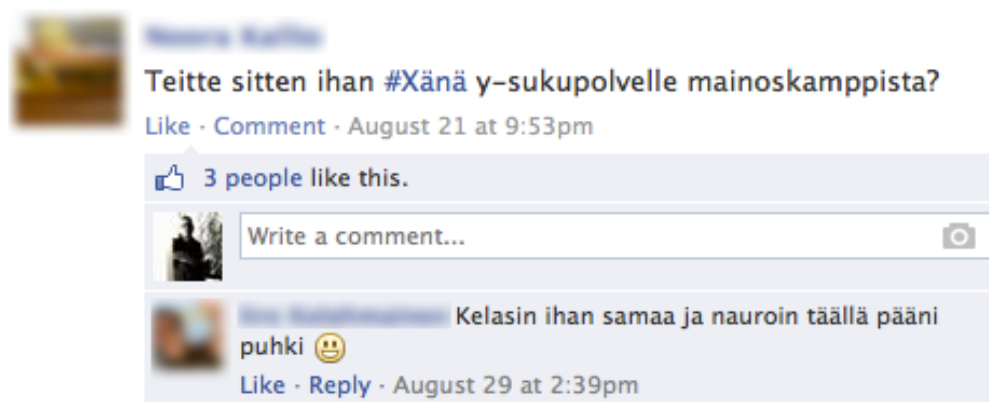 Teitte sitten ihan #Xänä y-sukupolvelle mainoskamppista?
Like · Comment · August 21 at 9:53pm
3 people like this.
Write a comment...
Kelasin ihan samaa ja nauroin täällä pääni
puhki
Like · Reply · August 29 at 2:39pm